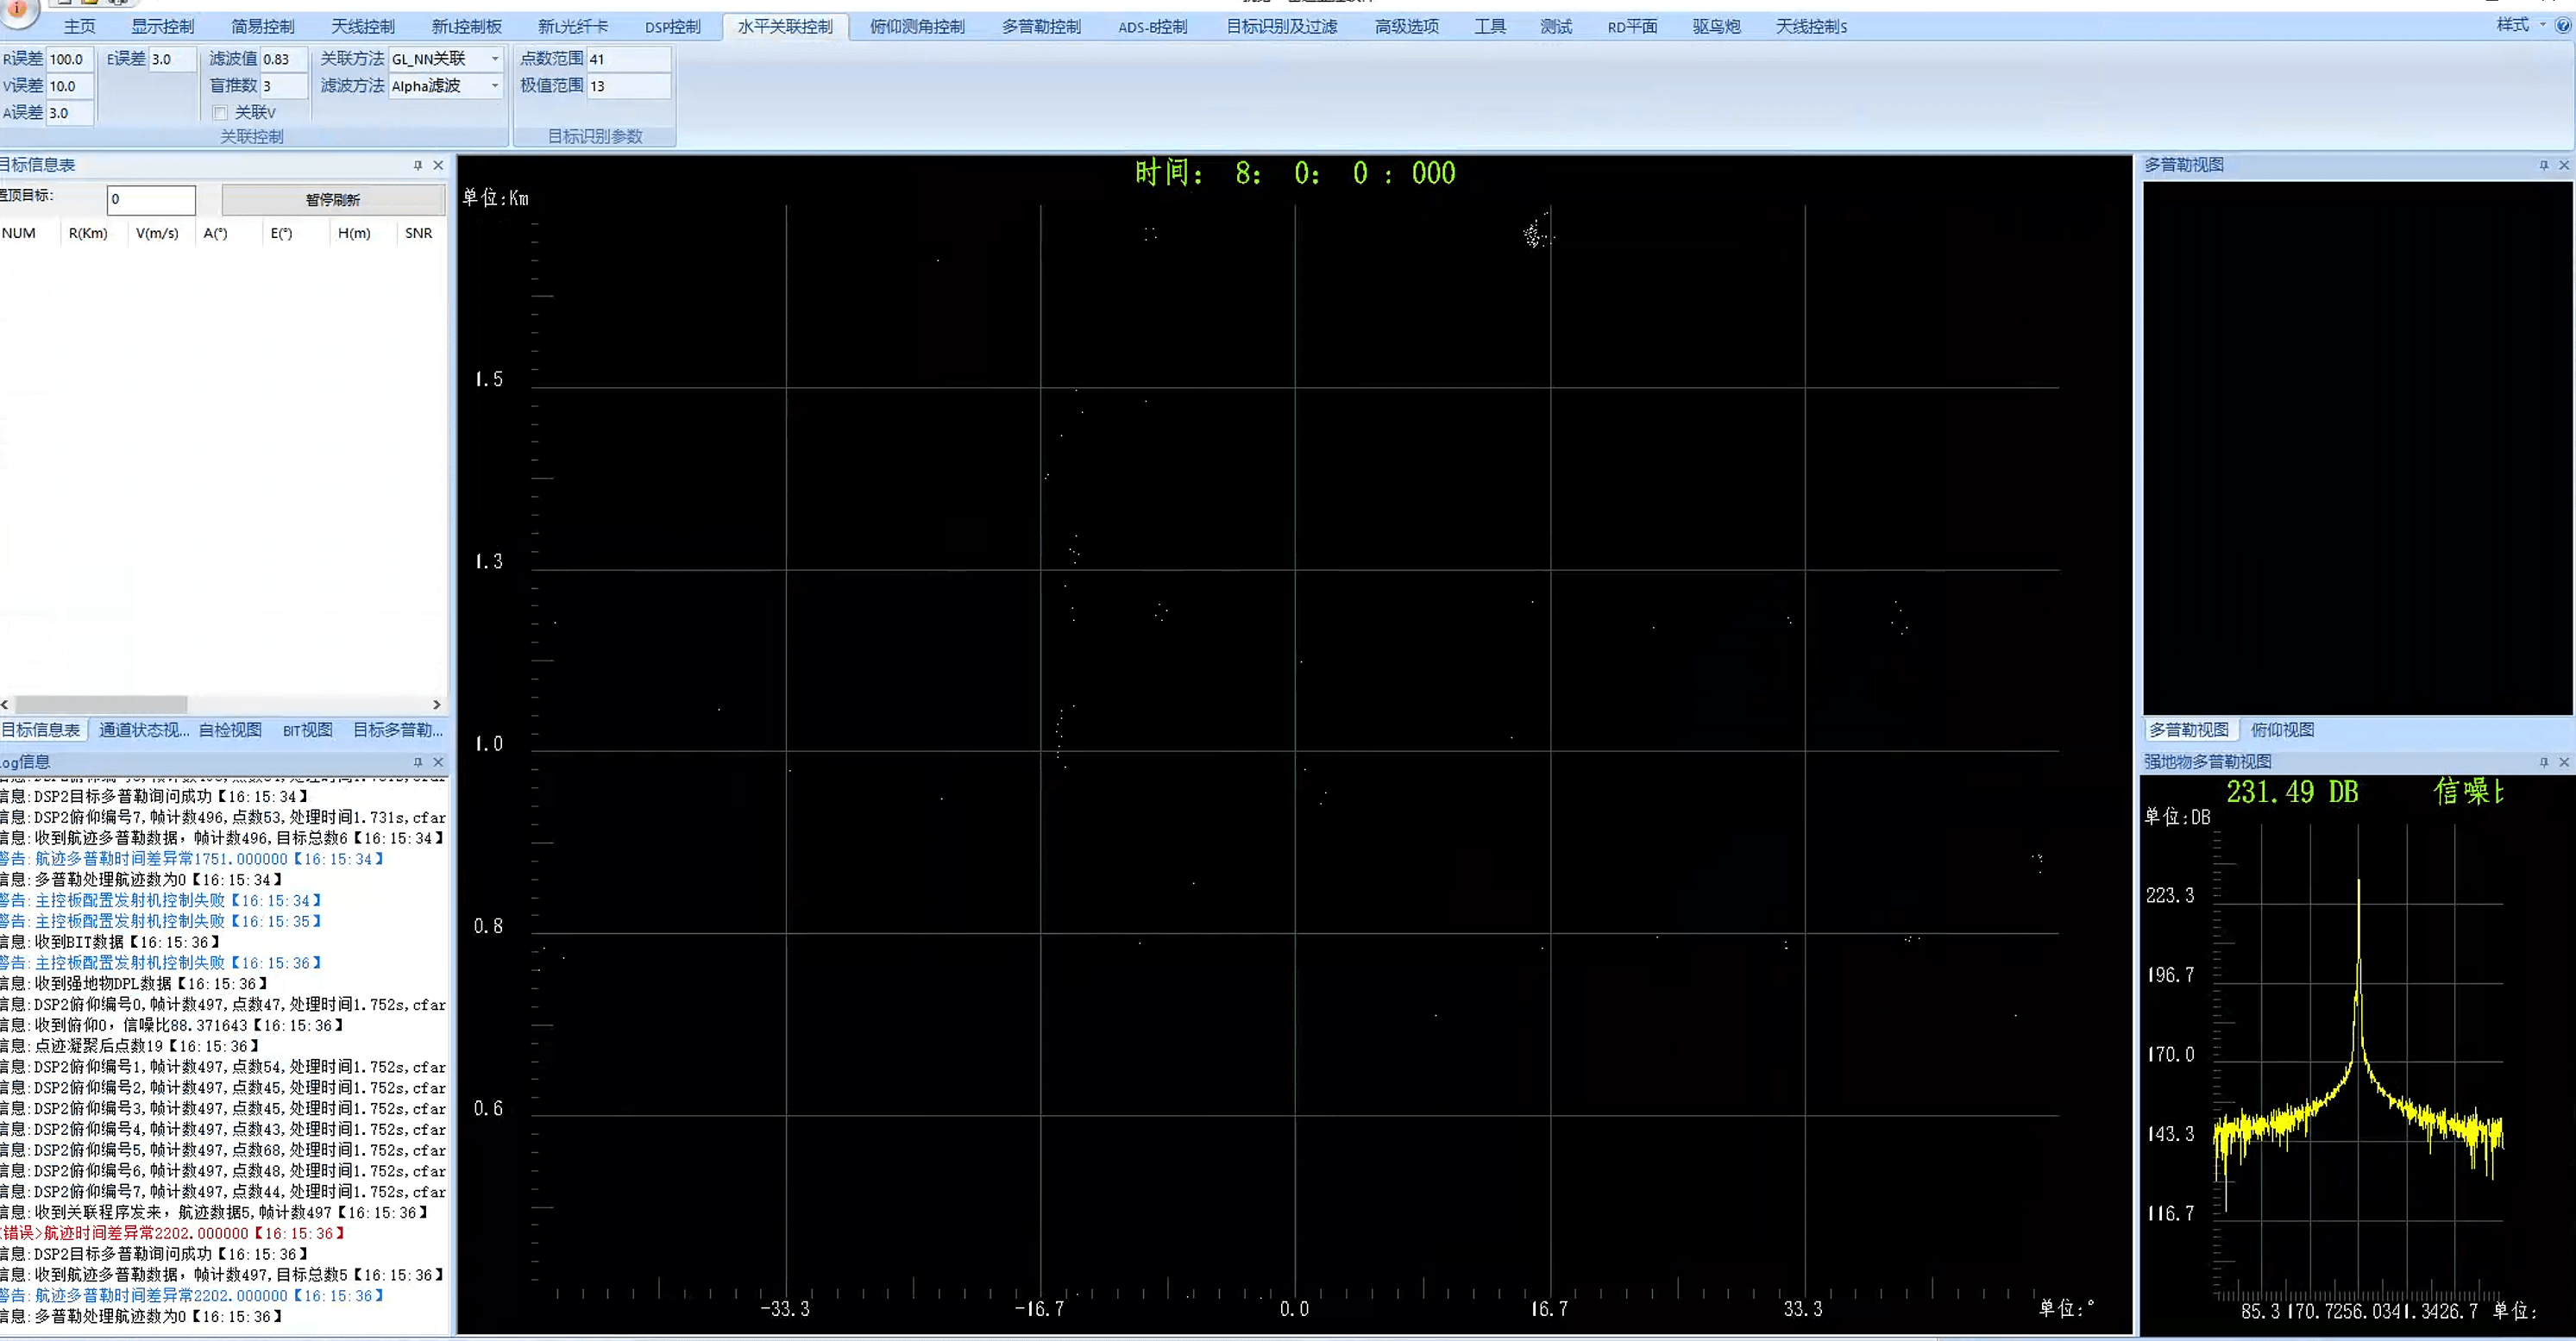 主页 显示控制 简易控制 天线控制 新L控制板 新L光纤卡 DSP控制 水平关联控制 俯仰测角控制 多普勒控制 ADS-B控制 目标识别及过滤 高级选项 工具 测试 RD平面 驱鸟炮 天线控制S 样式
R误差 100.0 E误差 3.0 滤波值 0.83 关联方法 GL_NN关联 点数范围 41
V误差 10.0 盲推数 3 滤波方法 Alpha滤波 极值范围 13
A误差 3.0 关联V
关联控制 目标识别参数
目标信息表
置顶目标: 0 暂停刷新
NUM R(Km) V(m/s) A(°) E(°) H(m) SNR
目标信息表 通道状态视... 自检视图 BIT视图 目标多普勒...
Log信息
信息:DSP2目标多普勒询问成功【16:15:34】
信息:DSP2俯仰编号7,帧计数496,点数53,处理时间1.731s,cfar
信息:收到航迹多普勒数据，帧计数496,目标总数6【16:15:34】
警告:航迹多普勒时间差异常1751.000000【16:15:34】
信息:多普勒处理航迹数为0【16:15:34】
警告:主控板配置发射机控制失败【16:15:34】
警告:主控板配置发射机控制失败【16:15:35】
信息:收到BIT数据【16:15:36】
警告:主控板配置发射机控制失败【16:15:36】
信息:收到强地物DPL数据【16:15:36】
信息:DSP2俯仰编号0,帧计数497,点数47,处理时间1.752s,cfar
信息:收到俯仰0，信噪比88.371643【16:15:36】
信息:点迹凝聚后点数19【16:15:36】
信息:DSP2俯仰编号1,帧计数497,点数54,处理时间1.752s,cfar
信息:DSP2俯仰编号2,帧计数497,点数45,处理时间1.752s,cfar
信息:DSP2俯仰编号3,帧计数497,点数45,处理时间1.752s,cfar
信息:DSP2俯仰编号4,帧计数497,点数43,处理时间1.752s,cfar
信息:DSP2俯仰编号5,帧计数497,点数68,处理时间1.752s,cfar
信息:DSP2俯仰编号6,帧计数497,点数48,处理时间1.752s,cfar
信息:DSP2俯仰编号7,帧计数497,点数44,处理时间1.752s,cfar
信息:收到关联程序发来，航迹数据5,帧计数497【16:15:36】
<错误>航迹时间差异常2202.000000【16:15:36】
信息:DSP2目标多普勒询问成功【16:15:36】
信息:收到航迹多普勒数据，帧计数497,目标总数5【16:15:36】
警告:航迹多普勒时间差异常2202.000000【16:15:36】
信息:多普勒处理航迹数为0【16:15:36】
时间: 8: 0: 0 : 000
单位:Km
1.5
1.3
1.0
0.8
0.6
-33.3 -16.7 0.0 16.7 33.3 单位:°
多普勒视图
多普勒视图 俯仰视图
强地物多普勒视图
231.49 DB 信噪比
单位:DB
223.3
196.7
170.0
143.3
116.7
85.3 170.7 256.0 341.3 426.7 单位: